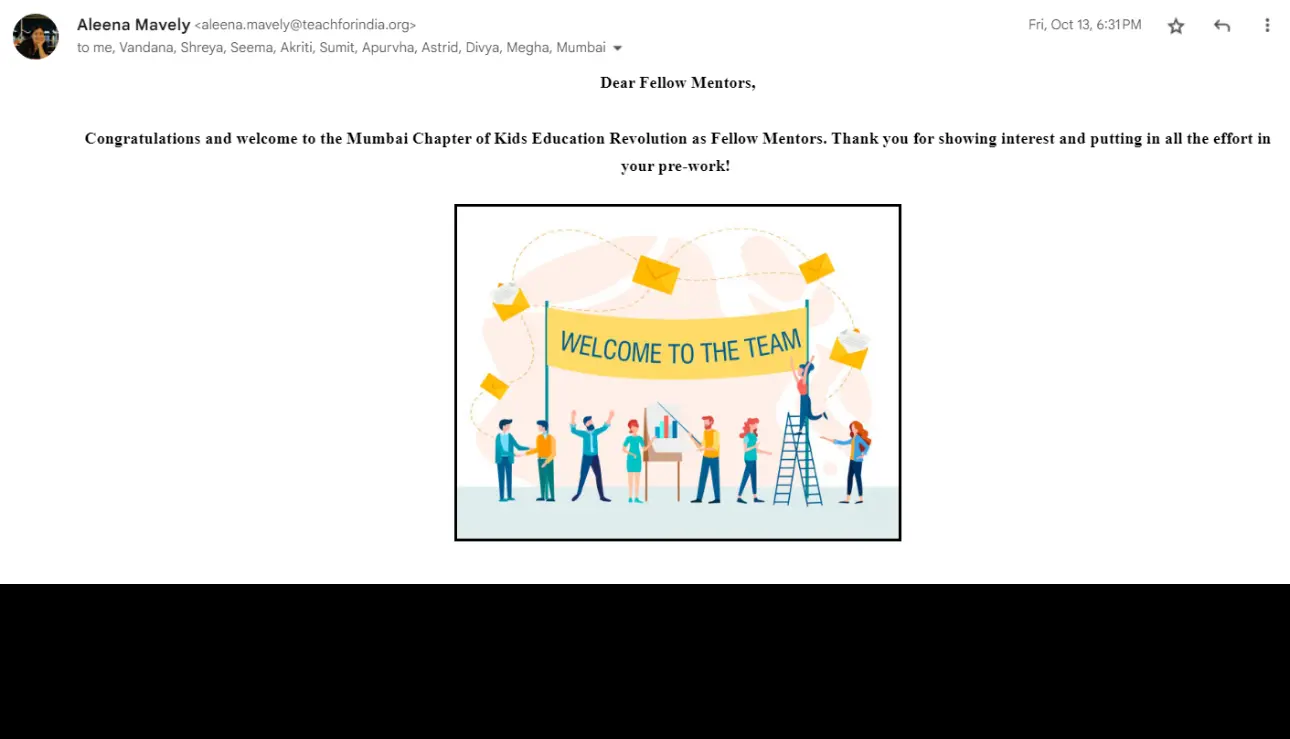 Aleena Mavely <aleena.mavely@teachforindia.org>
Fri, Oct 13, 6:31 PM
to me, Vandana, Shreya, Seema, Akriti, Sumit, Apurvha, Astrid, Divya, Megha, Mumbai
Dear Fellow Mentors,
Congratulations and welcome to the Mumbai Chapter of Kids Education Revolution as Fellow Mentors. Thank you for showing interest and putting in all the effort in
your pre-work!
WELCOME TO THE TEAM